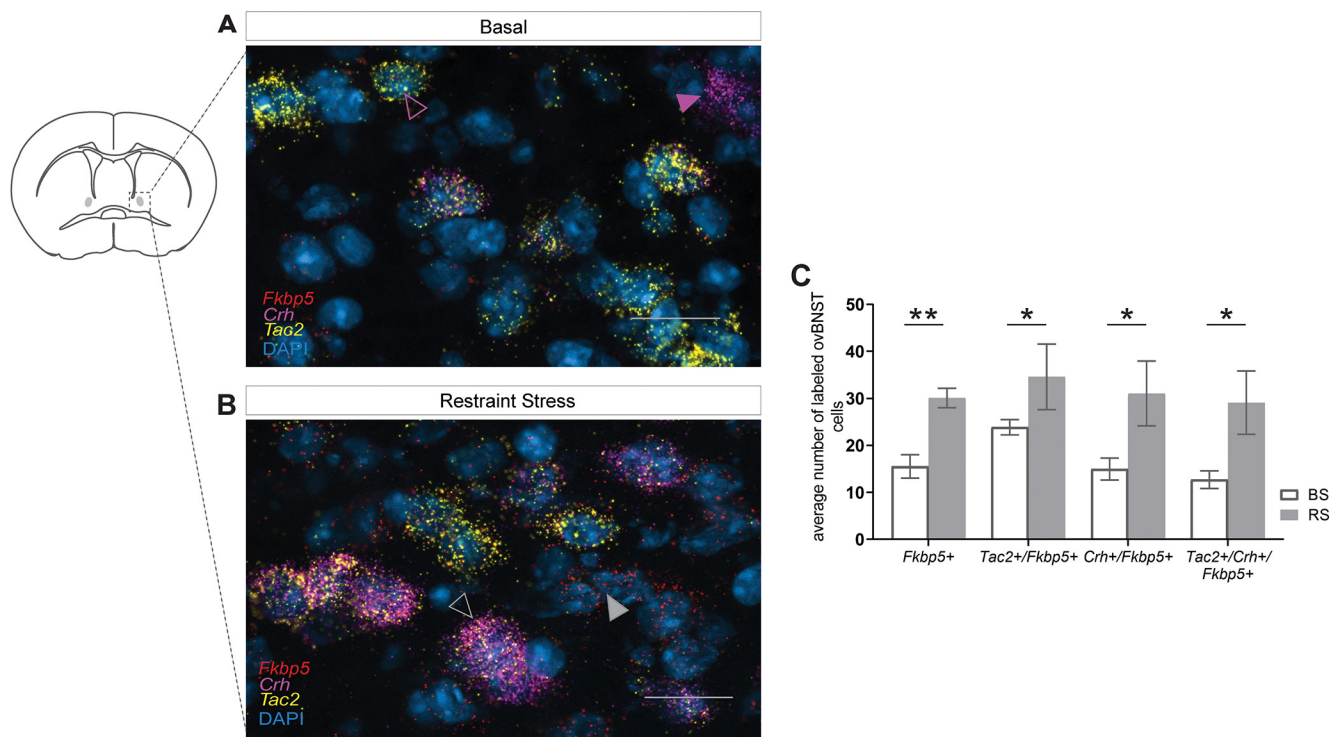 A
Basal
Fkbp5
Crh
Tac2
DAPI
B
Restraint Stress
Fkbp5
Crh
Tac2
DAPI
C
average number of labeled ovBNST
cells
50
40
30
20
10
0
**
*
*
*
Fkbp5+
Tac2+/Fkbp5+
Crh+/Fkbp5+
Tac2+/Crh+/
Fkbp5+
BS
RS